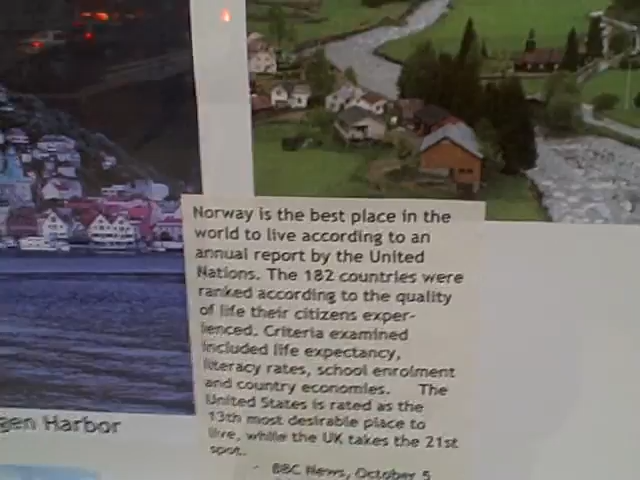 Norway is the best place in the
world to live according to an
annual report by the United
Nations. The 182 countries were
ranked according to the quality
of life their citizens exper-
ienced. Criteria examined
included life expectancy,
literacy rates, school enrolment
and country economies. The
United States is rated as the
13th most desirable place to
live, while the UK takes the 21st
spot.
- BBC News, October 5
gen Harbor